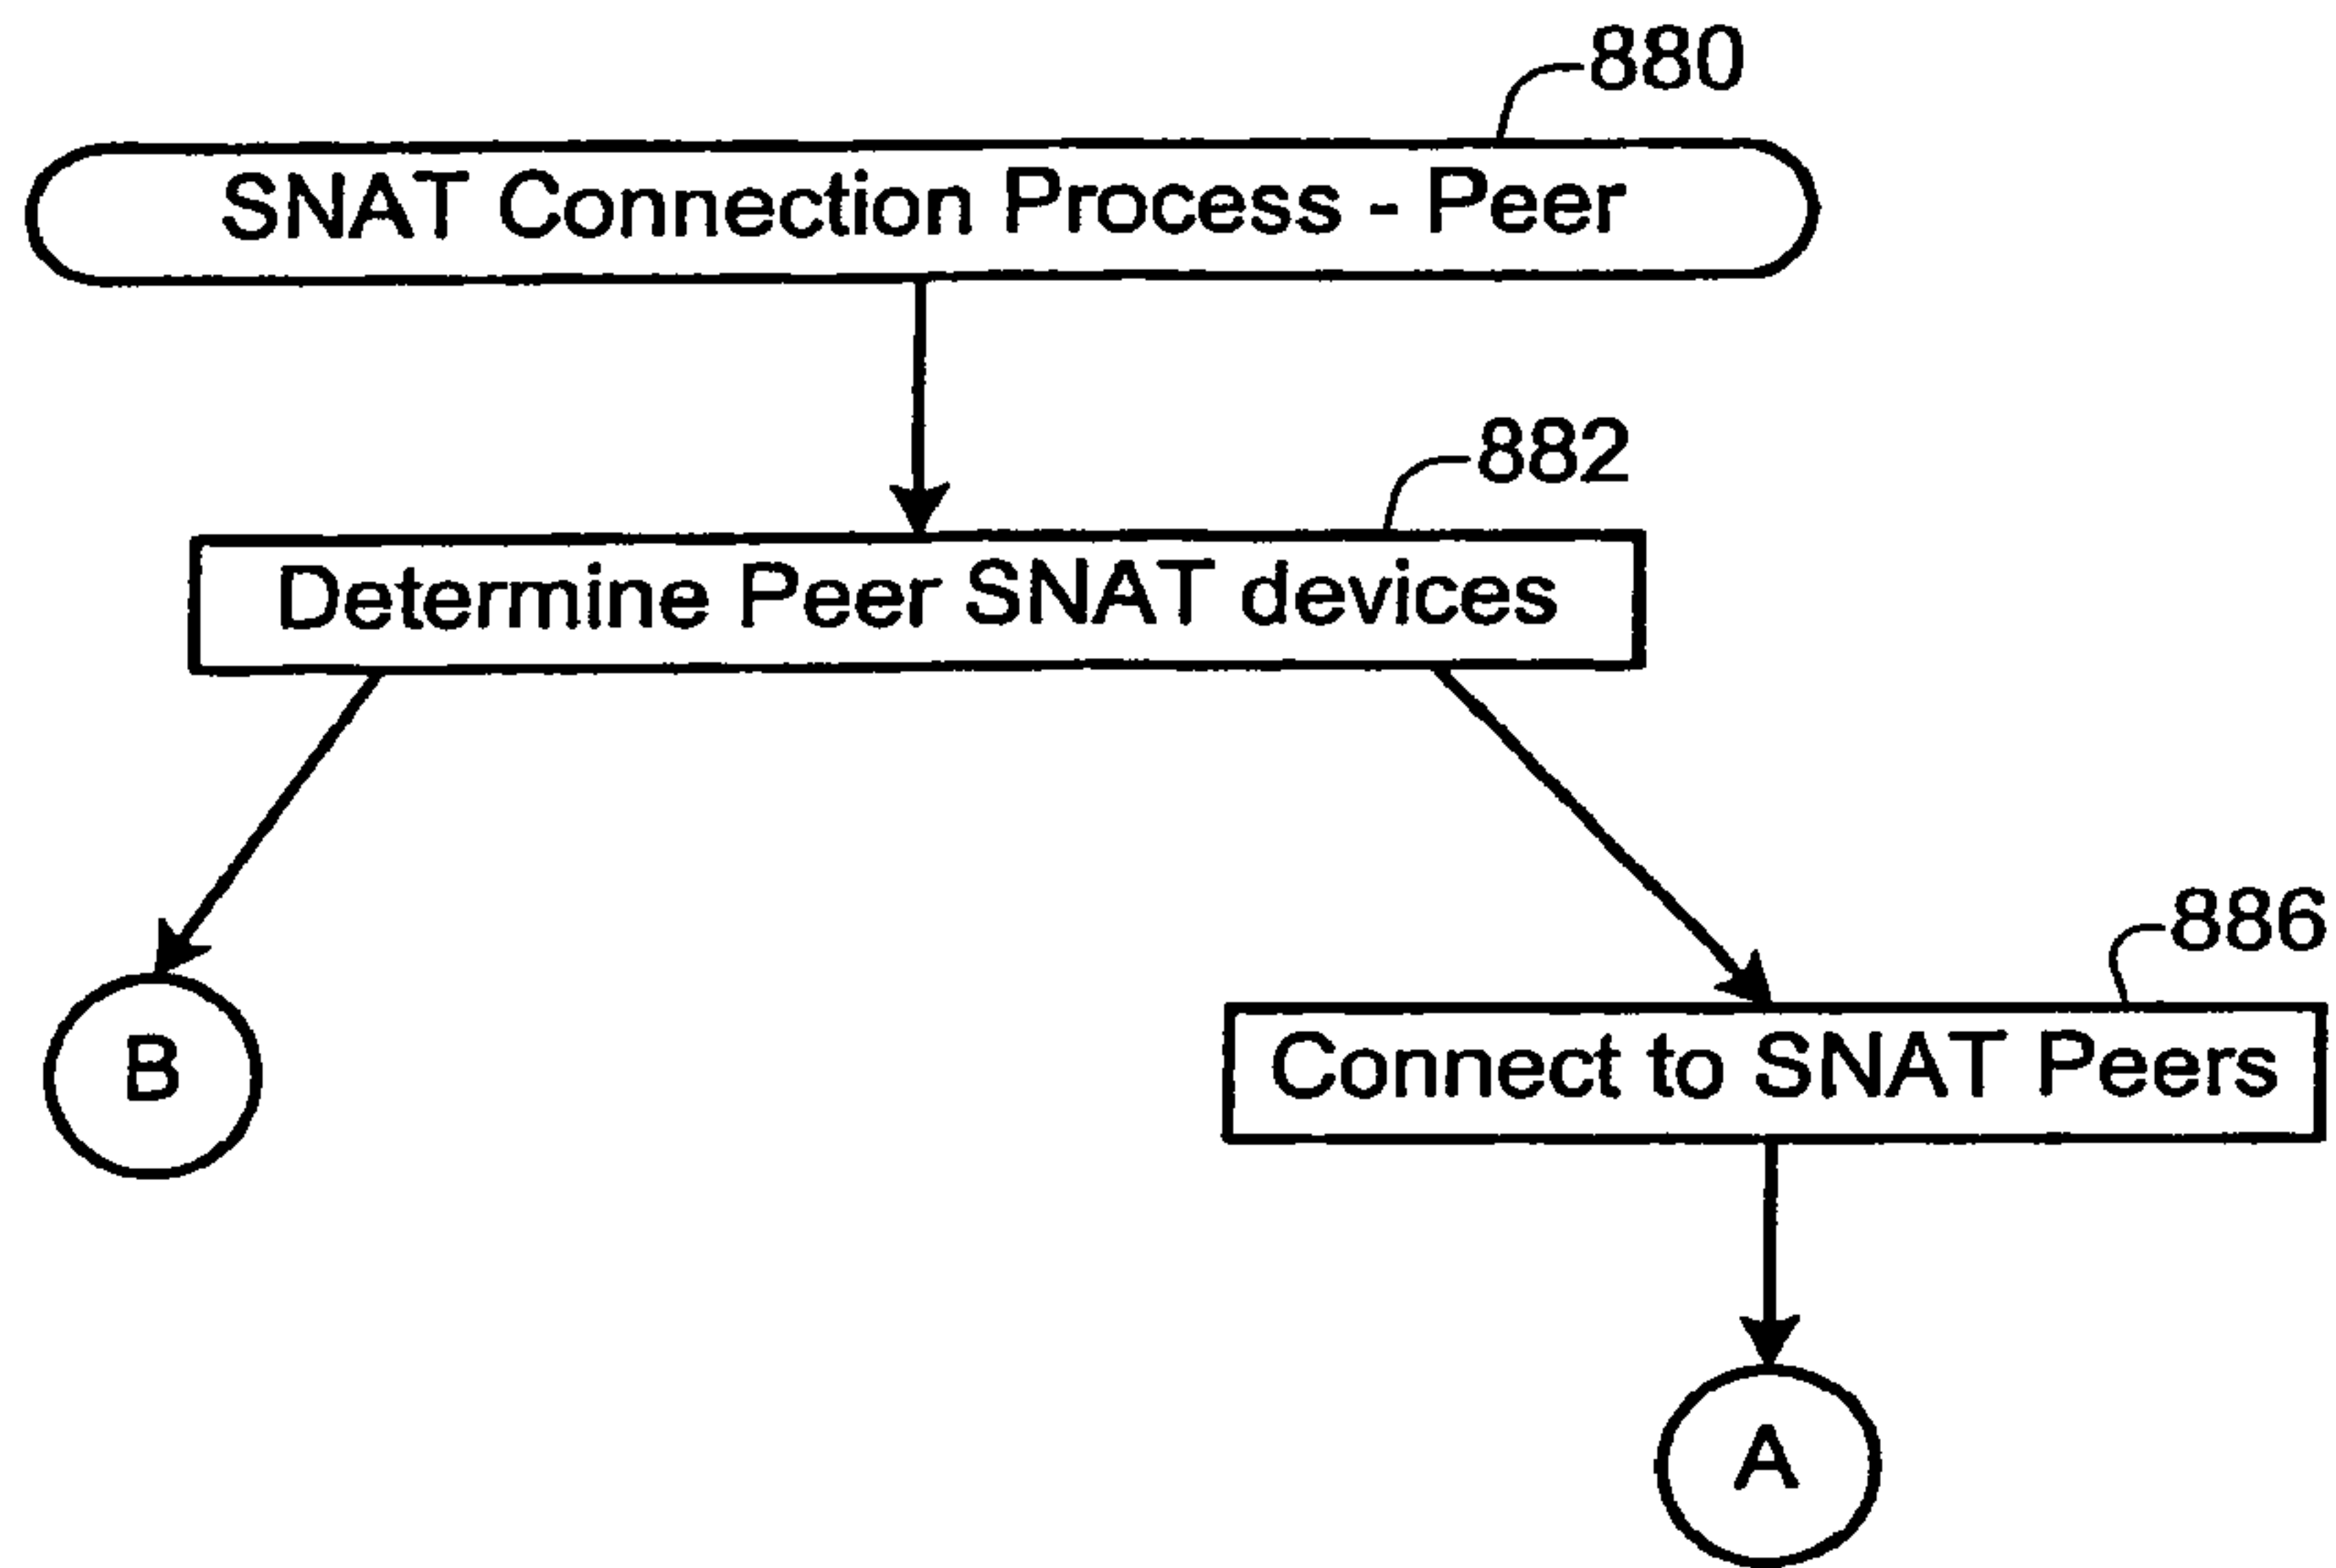 880
SNAT Connection Process - Peer
882
Determine Peer SNAT devices
886
B
Connect to SNAT Peers
A